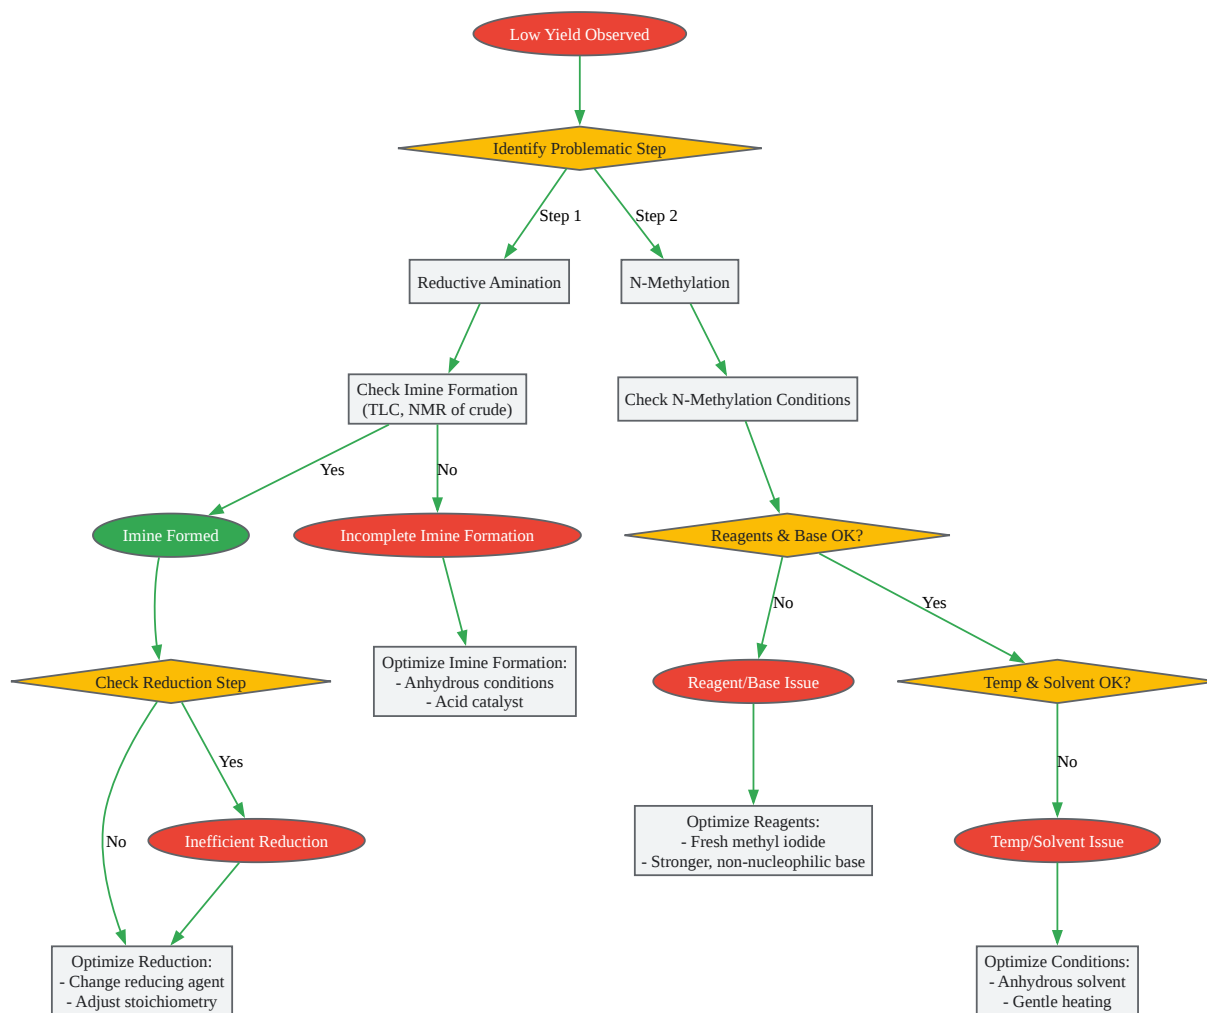 Low Yield Observed
Identify Problematic Step
Step 1
Step 2
Reductive Amination
N-Methylation
Check Imine Formation
(TLC, NMR of crude)
Check N-Methylation Conditions
Yes
No
Imine Formed
Incomplete Imine Formation
Reagents & Base OK?
No
Yes
Optimize Imine Formation:
- Anhydrous conditions
- Acid catalyst
Check Reduction Step
Reagent/Base Issue
Temp & Solvent OK?
Yes
No
No
Inefficient Reduction
Optimize Reagents:
- Fresh methyl iodide
- Stronger, non-nucleophilic base
Temp/Solvent Issue
Optimize Reduction:
- Change reducing agent
- Adjust stoichiometry
Optimize Conditions:
- Anhydrous solvent
- Gentle heating